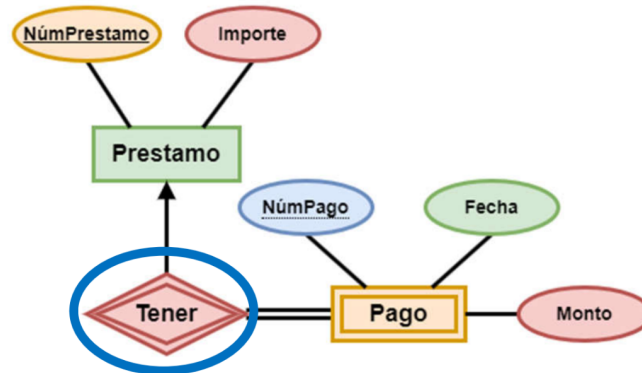 NúmPrestamo
Importe
Prestamo
NúmPago
Fecha
Tener
Pago
Monto